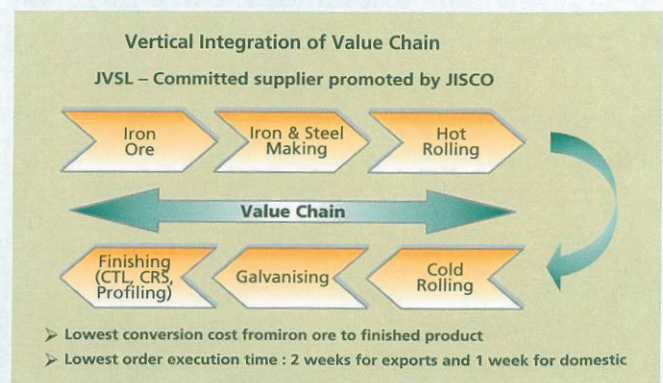 Vertical Integration of Value Chain
JVSL – Committed supplier promoted by JISCO
Iron
Ore
Iron & Steel
Making
Hot
Rolling
Value Chain
Finishing
(CTL, CRS,
Profiling)
Galvanising
Cold
Rolling
➢ Lowest conversion cost fromiron ore to finished product
➢ Lowest order execution time : 2 weeks for exports and 1 week for domestic